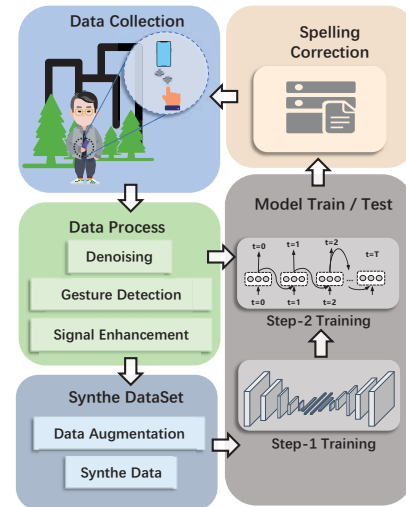 Data Collection
Spelling
Correction
Data Process
Denoising
Gesture Detection
Signal Enhancement
Model Train / Test
t=0
t=1
t=2
t=T
...
t=0
t=1
t=2
Step-2 Training
Synthe DataSet
Data Augmentation
Synthe Data
Step-1 Training